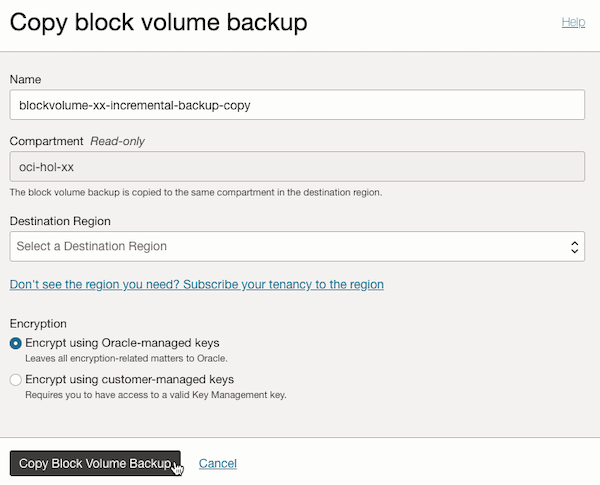 Copy block volume backup
Help
Name
blockvolume-xx-incremental-backup-copy
Compartment Read-only
oci-hol-xx
The block volume backup is copied to the same compartment in the destination region.
Destination Region
Select a Destination Region
Don't see the region you need? Subscribe your tenancy to the region
Encryption
Encrypt using Oracle-managed keys
Leaves all encryption-related matters to Oracle.
Encrypt using customer-managed keys
Requires you to have access to a valid Key Management key.
Copy Block Volume Backup
Cancel